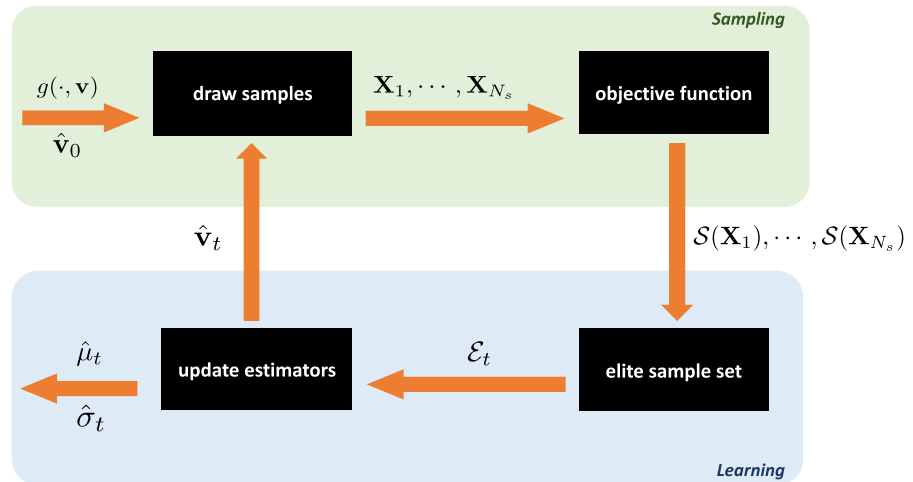 Sampling
g(·, v)
v̂₀
draw samples
X₁, ··· , X_{N_s}
objective function
v̂_t
S(X₁), ··· , S(X_{N_s})
μ̂_t
σ̂_t
update estimators
ℰ_t
elite sample set
Learning